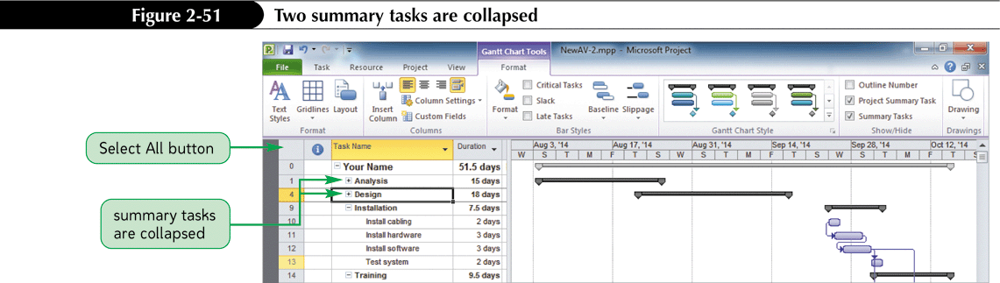 Figure 2-51 Two summary tasks are collapsed
Gantt Chart Tools NewAV-2.mpp - Microsoft Project
File Task Resource Project View Format
Text Styles
Gridlines
Layout
Format
Insert Column
Column Settings
Custom Fields
Columns
Format
Critical Tasks
Slack
Late Tasks
Baseline
Slippage
Bar Styles
Gantt Chart Style
Outline Number
Project Summary Task
Summary Tasks
Show/Hide
Drawing
Drawings
Select All button
Task Name Duration Aug 3, '14 Aug 17, '14 Aug 31, '14 Sep 14, '14 Sep 28, '14 Oct 12, '14
W S T M F T S W S T M F T S W S T M F T S
0 Your Name 51.5 days
1 Analysis 15 days
4 Design 18 days
9 Installation 7.5 days
10 Install cabling 2 days
11 Install hardware 3 days
12 Install software 3 days
13 Test system 2 days
14 Training 9.5 days
summary tasks
are collapsed